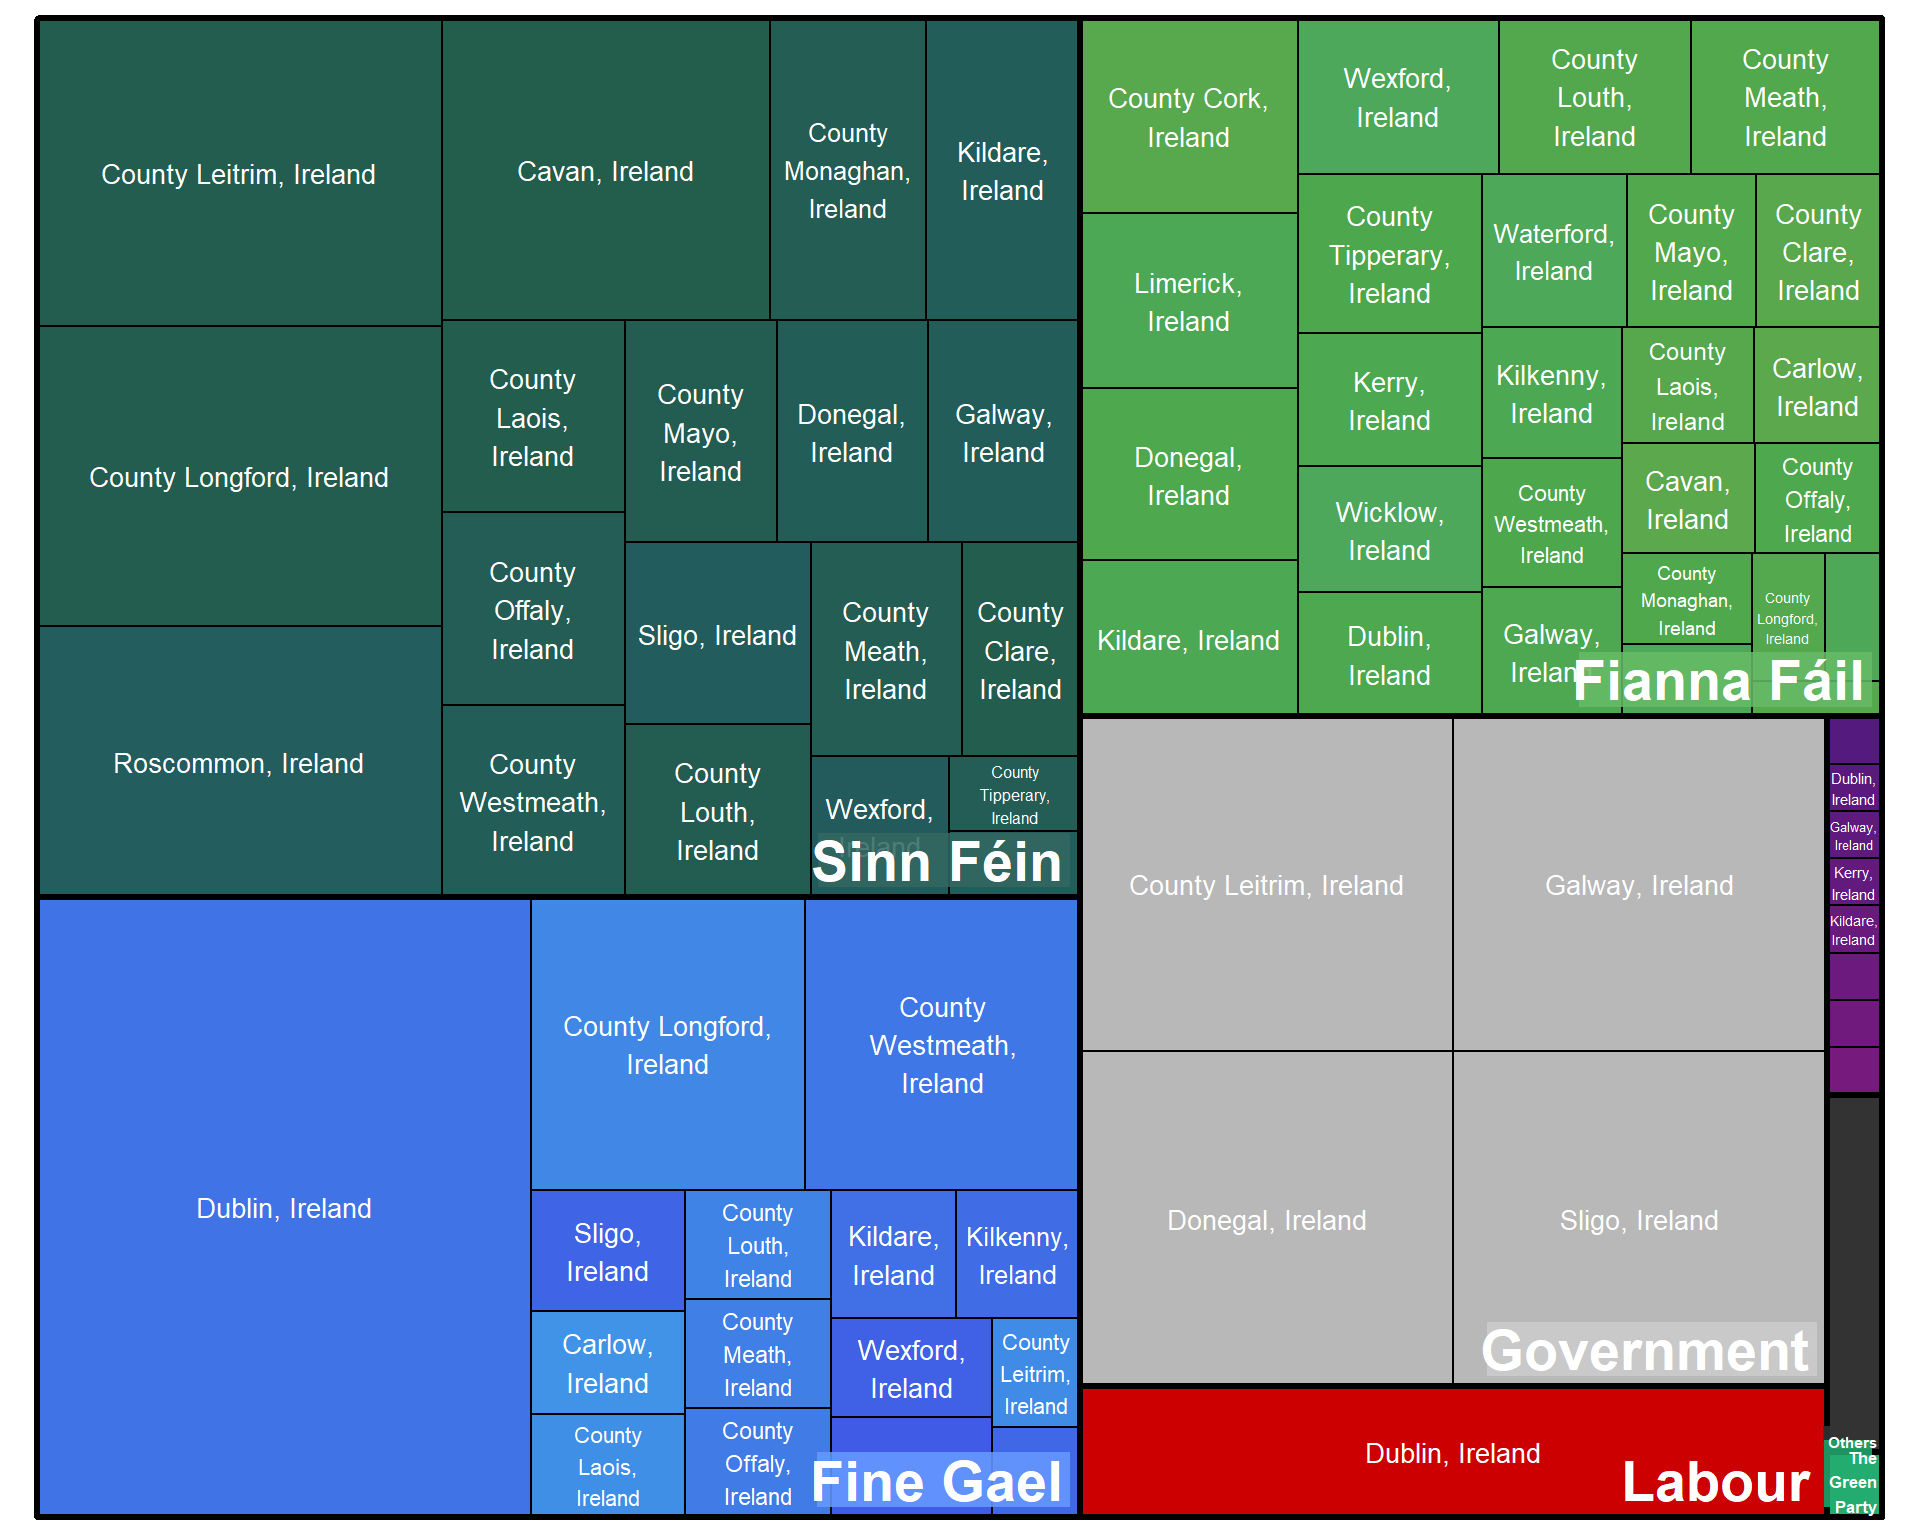 County Leitrim, Ireland
Cavan, Ireland
County
Monaghan,
Ireland
Kildare,
Ireland
County Longford, Ireland
County
Laois,
Ireland
County
Mayo,
Ireland
Donegal,
Ireland
Galway,
Ireland
County
Offaly,
Ireland
Sligo, Ireland
County
Meath,
Ireland
County
Clare,
Ireland
Roscommon, Ireland
County
Westmeath,
Ireland
County
Louth,
Ireland
Wexford,
Ireland
County
Tipperary,
Ireland
Sinn Féin
County Cork,
Ireland
Wexford,
Ireland
County
Louth,
Ireland
County
Meath,
Ireland
Limerick,
Ireland
County
Tipperary,
Ireland
Waterford,
Ireland
County
Mayo,
Ireland
County
Clare,
Ireland
Donegal,
Ireland
Kerry,
Ireland
Kilkenny,
Ireland
County
Laois,
Ireland
Carlow,
Ireland
Wicklow,
Ireland
County
Westmeath,
Ireland
Cavan,
Ireland
County
Offaly,
Ireland
Kildare, Ireland
Dublin,
Ireland
Galway,
Ireland
County
Monaghan,
Ireland
County
Longford,
Ireland
Fianna Fáil
Dublin, Ireland
County Longford,
Ireland
County
Westmeath,
Ireland
Sligo,
Ireland
County
Louth,
Ireland
Kildare,
Ireland
Kilkenny,
Ireland
Carlow,
Ireland
County
Meath,
Ireland
Wexford,
Ireland
County
Leitrim,
Ireland
County
Laois,
Ireland
County
Offaly,
Ireland
Fine Gael
County Leitrim, Ireland
Galway, Ireland
Donegal, Ireland
Sligo, Ireland
Government
Dublin,
Ireland
Galway,
Ireland
Kerry,
Ireland
Kildare,
Ireland
Dublin, Ireland
Labour
Others
The
Green
Party